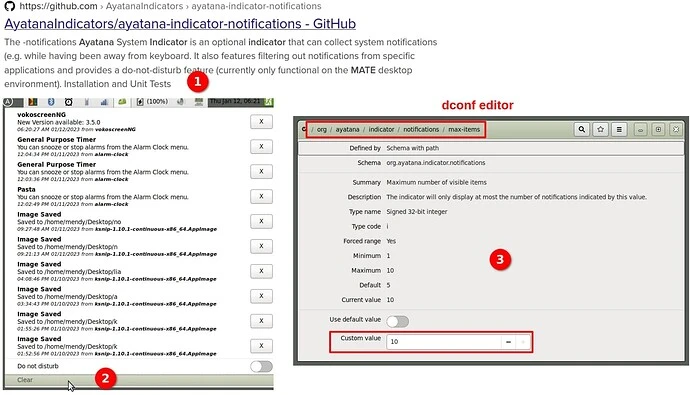 https://github.com › AyatanaIndicators › ayatana-indicator-notifications
AyatanaIndicators/ayatana-indicator-notifications - GitHub
The -notifications Ayatana System Indicator is an optional indicator that can collect system notifications
(e.g. while having been away from keyboard. It also features filtering out notifications from specific
applications and provides a do-not-disturb feature (currently only functional on the MATE desktop
environment). Installation and Unit Tests
1
(100%) Thu Jan 12, 06:21
vokoscreenNG
New Version available: 3.5.0
06:20:27 AM 01/12/2023 from vokoscreenNG
X
General Purpose Timer
You can snooze or stop alarms from the Alarm Clock menu.
12:04:34 PM 01/11/2023 from alarm-clock
X
General Purpose Timer
You can snooze or stop alarms from the Alarm Clock menu.
12:03:36 PM 01/11/2023 from alarm-clock
X
Pasta
You can snooze or stop alarms from the Alarm Clock menu.
12:02:49 PM 01/11/2023 from alarm-clock
X
Image Saved
Saved to /home/mendy/Desktop/no
09:27:48 AM 01/11/2023 from ksnip-1.10.1-continuous-x86_64.AppImage
X
Image Saved
Saved to /home/mendy/Desktop/n
09:21:13 AM 01/11/2023 from ksnip-1.10.1-continuous-x86_64.AppImage
X
Image Saved
Saved to /home/mendy/Desktop/lia
04:08:46 PM 01/10/2023 from ksnip-1.10.1-continuous-x86_64.AppImage
X
Image Saved
Saved to /home/mendy/Desktop/a
03:34:43 PM 01/10/2023 from ksnip-1.10.1-continuous-x86_64.AppImage
X
Image Saved
Saved to /home/mendy/Desktop/k
01:55:26 PM 01/10/2023 from ksnip-1.10.1-continuous-x86_64.AppImage
X
Image Saved
Saved to /home/mendy/Desktop/k
01:52:56 PM 01/10/2023 from ksnip-1.10.1-continuous-x86_64.AppImage
X
Do not disturb
Clear
2
dconf editor
/ org / ayatana / indicator / notifications / max-items
Defined by Schema with path
Schema org.ayatana.indicator.notifications
Summary Maximum number of visible items
Description The indicator will only display at most the number of notifications indicated by this value.
Type name Signed 32-bit integer
Type code i
Forced range Yes
Minimum 1
Maximum 10
Default 5
Current value 10
3
Use default value
Custom value 10 − +